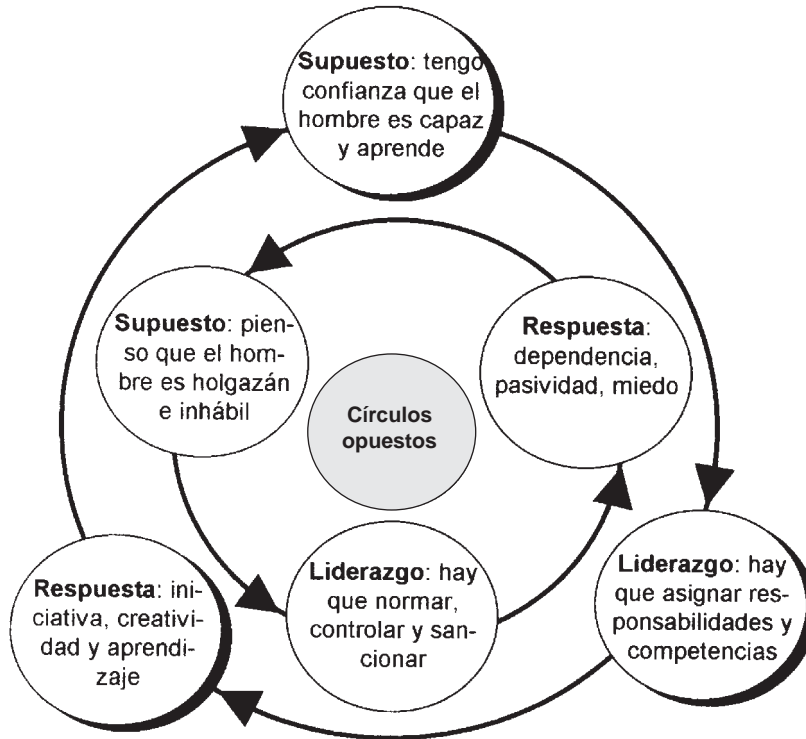 Supuesto: tengo
confianza que el
hombre es capaz
y aprende
Supuesto: pien-
so que el hom-
bre es holgazán
e inhábil
Respuesta:
dependencia,
pasividad, miedo
Círculos
opuestos
Respuesta: ini-
ciativa, creativi-
dad y aprendi-
zaje
Liderazgo: hay
que normar,
controlar y san-
cionar
Liderazgo: hay
que asignar res-
ponsabilidades y
competencias